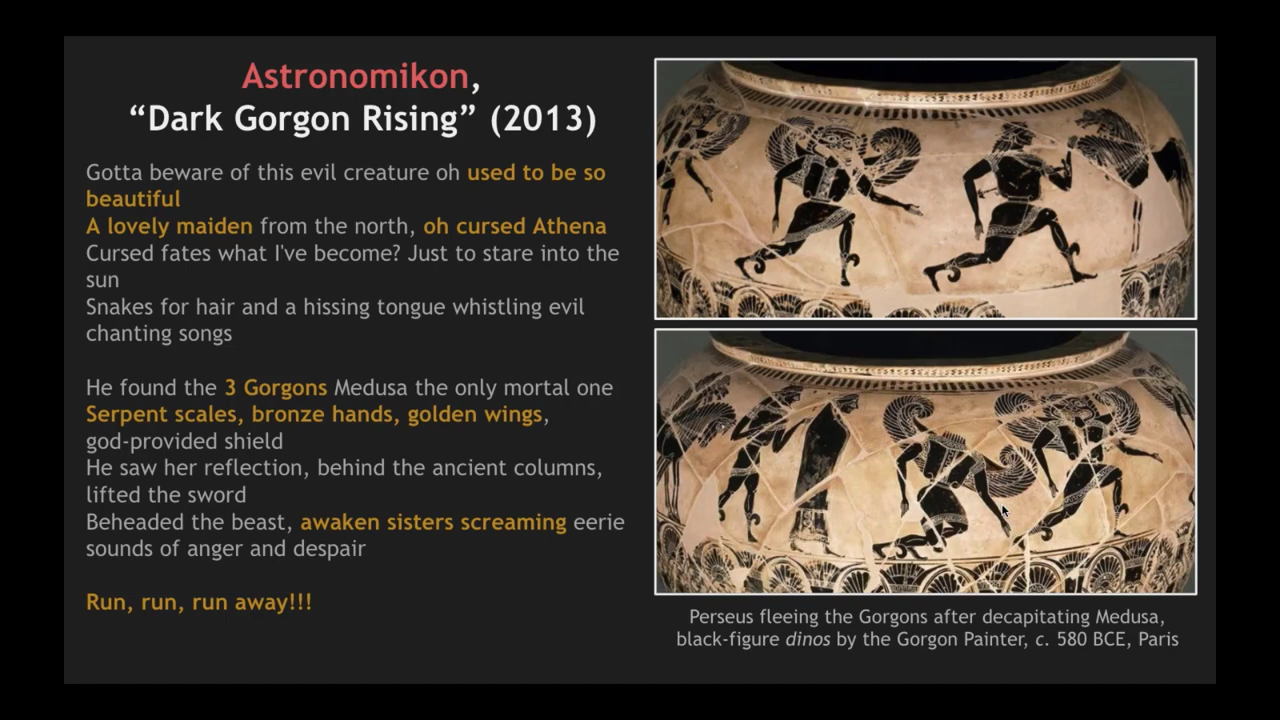 Astronomikon,
“Dark Gorgon Rising” (2013)
Gotta beware of this evil creature oh used to be so
beautiful
A lovely maiden from the north, oh cursed Athena
Cursed fates what I've become? Just to stare into the
sun
Snakes for hair and a hissing tongue whistling evil
chanting songs
He found the 3 Gorgons Medusa the only mortal one
Serpent scales, bronze hands, golden wings,
god-provided shield
He saw her reflection, behind the ancient columns,
lifted the sword
Beheaded the beast, awaken sisters screaming eerie
sounds of anger and despair
Run, run, run away!!!
Perseus fleeing the Gorgons after decapitating Medusa,
black-figure dinos by the Gorgon Painter, c. 580 BCE, Paris